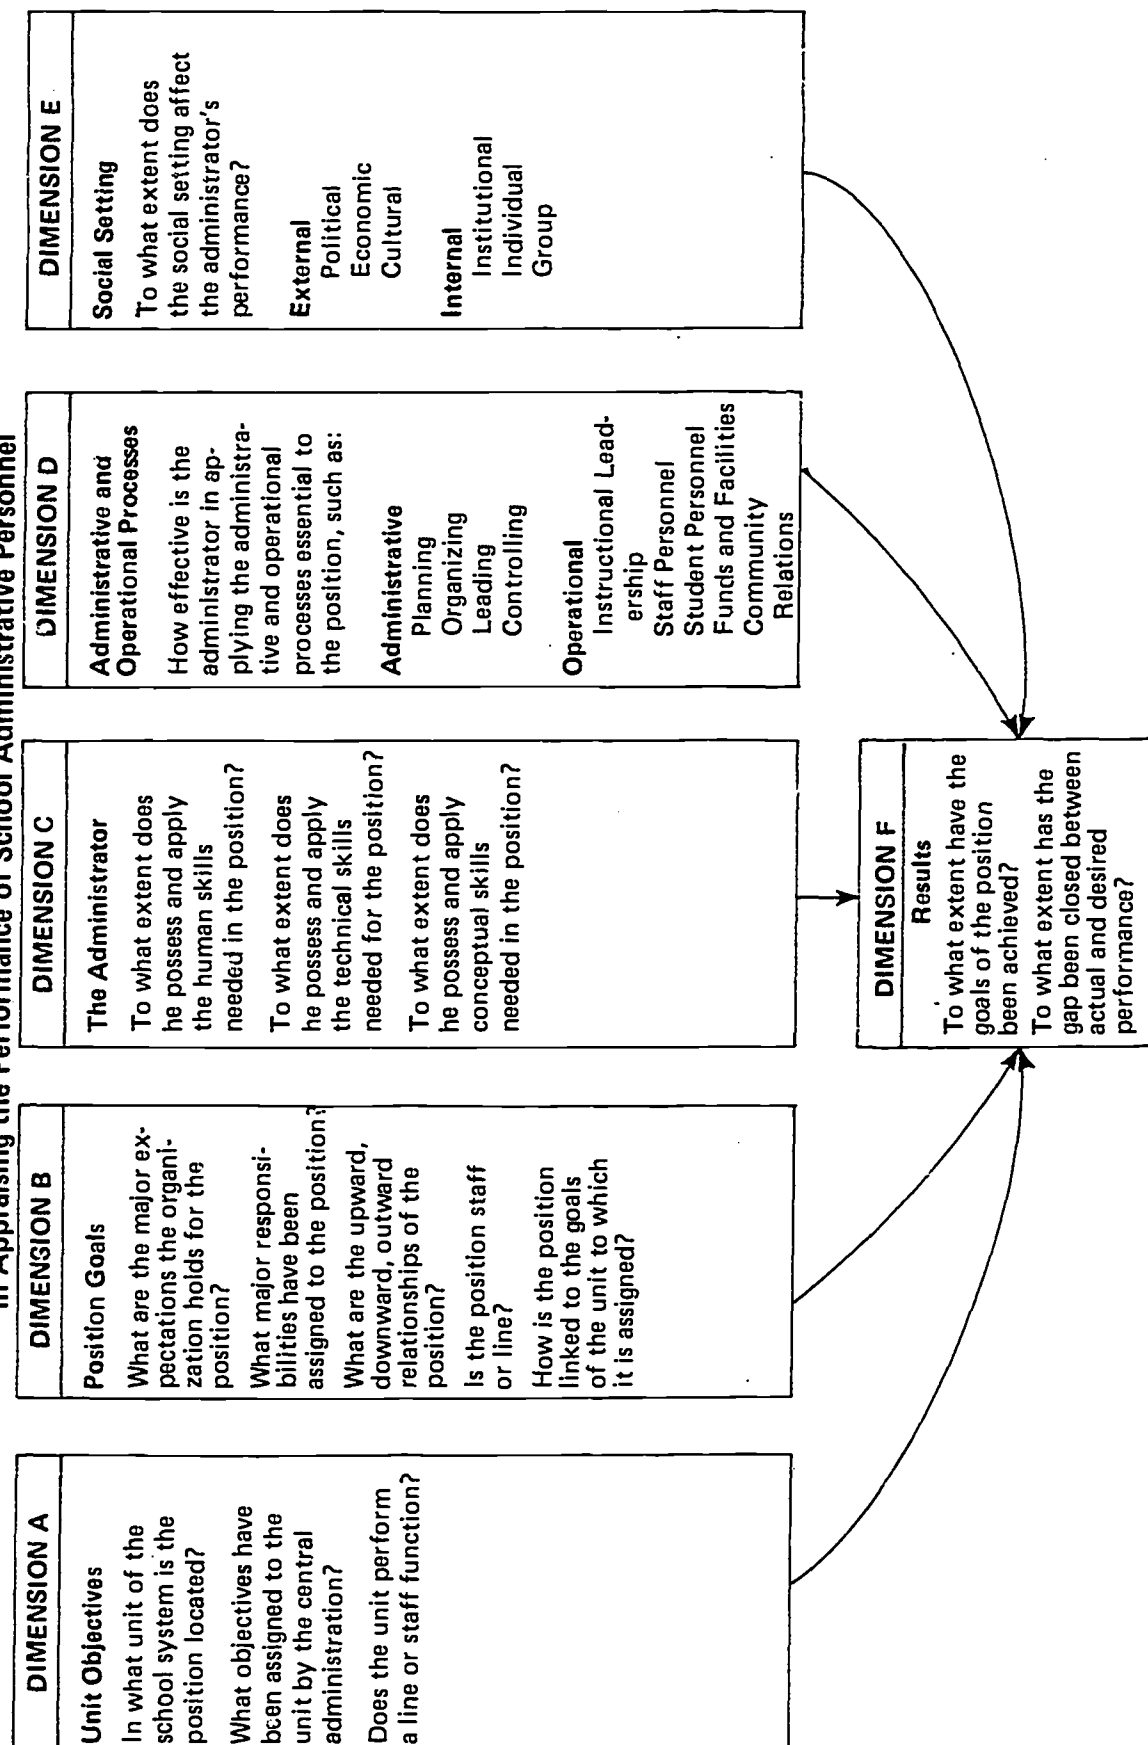 in Appraising the Performance of School Administrative Personnel
DIMENSION A
Unit Objectives
In what unit of the
school system is the
position located?
What objectives have
been assigned to the
unit by the central
administration?
Does the unit perform
a line or staff function?
DIMENSION B
Position Goals
What are the major ex-
pectations the organi-
zation holds for the
position?
What major responsi-
bilities have been
assigned to the position?
What are the upward,
downward, outward
relationships of the
position?
Is the position staff
or line?
How is the position
linked to the goals
of the unit to which
it is assigned?
DIMENSION C
The Administrator
To what extent does
he possess and apply
the human skills
needed in the position?
To what extent does
he possess and apply
the technical skills
needed for the position?
To what extent does
he possess and apply
conceptual skills
needed in the position?
DIMENSION D
Administrative and
Operational Processes
How effective is the
administrator in ap-
plying the administra-
tive and operational
processes essential to
the position, such as:
Administrative
Planning
Organizing
Leading
Controlling
Operational
Instructional Lead-
ership
Staff Personnel
Student Personnel
Funds and Facilities
Community
Relations
DIMENSION E
Social Setting
To what extent does
the social setting affect
the administrator's
performance?
External
Political
Economic
Cultural
Internal
Institutional
Individual
Group
DIMENSION F
Results
To what extent have the
goals of the position
been achieved?
To what extent has the
gap been closed between
actual and desired
performance?